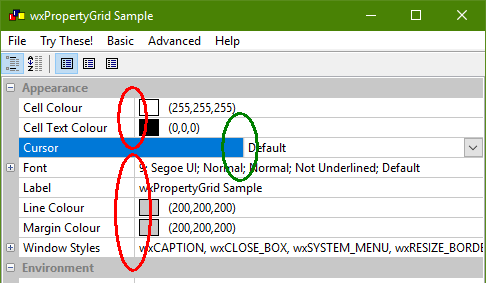 wxPropertyGrid Sample
File Try These! Basic Advanced Help
Appearance
Cell Colour (255,255,255)
Cell Text Colour (0,0,0)
Cursor Default
Font 9; Segoe UI; Normal; Normal; Not Underlined; Default
Label wxPropertyGrid Sample
Line Colour (200,200,200)
Margin Colour (200,200,200)
Window Styles wxCAPTION, wxCLOSE_BOX, wxSYSTEM_MENU, wxRESIZE_BORDE
Environment